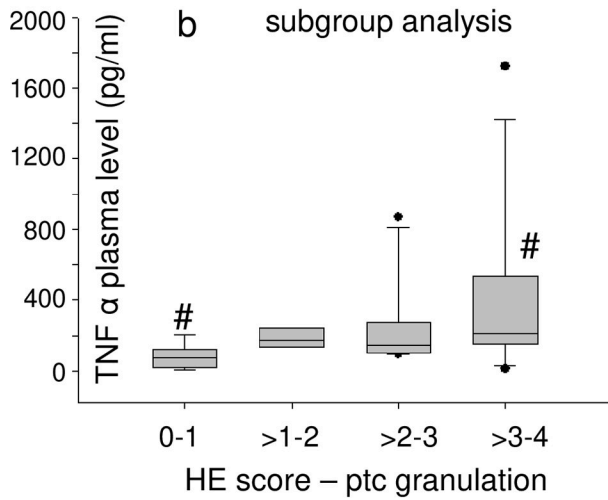 b subgroup analysis
TNF α plasma level (pg/ml)
2000
1600
1200
800
400
0
#
#
0-1 >1-2 >2-3 >3-4
HE score – ptc granulation